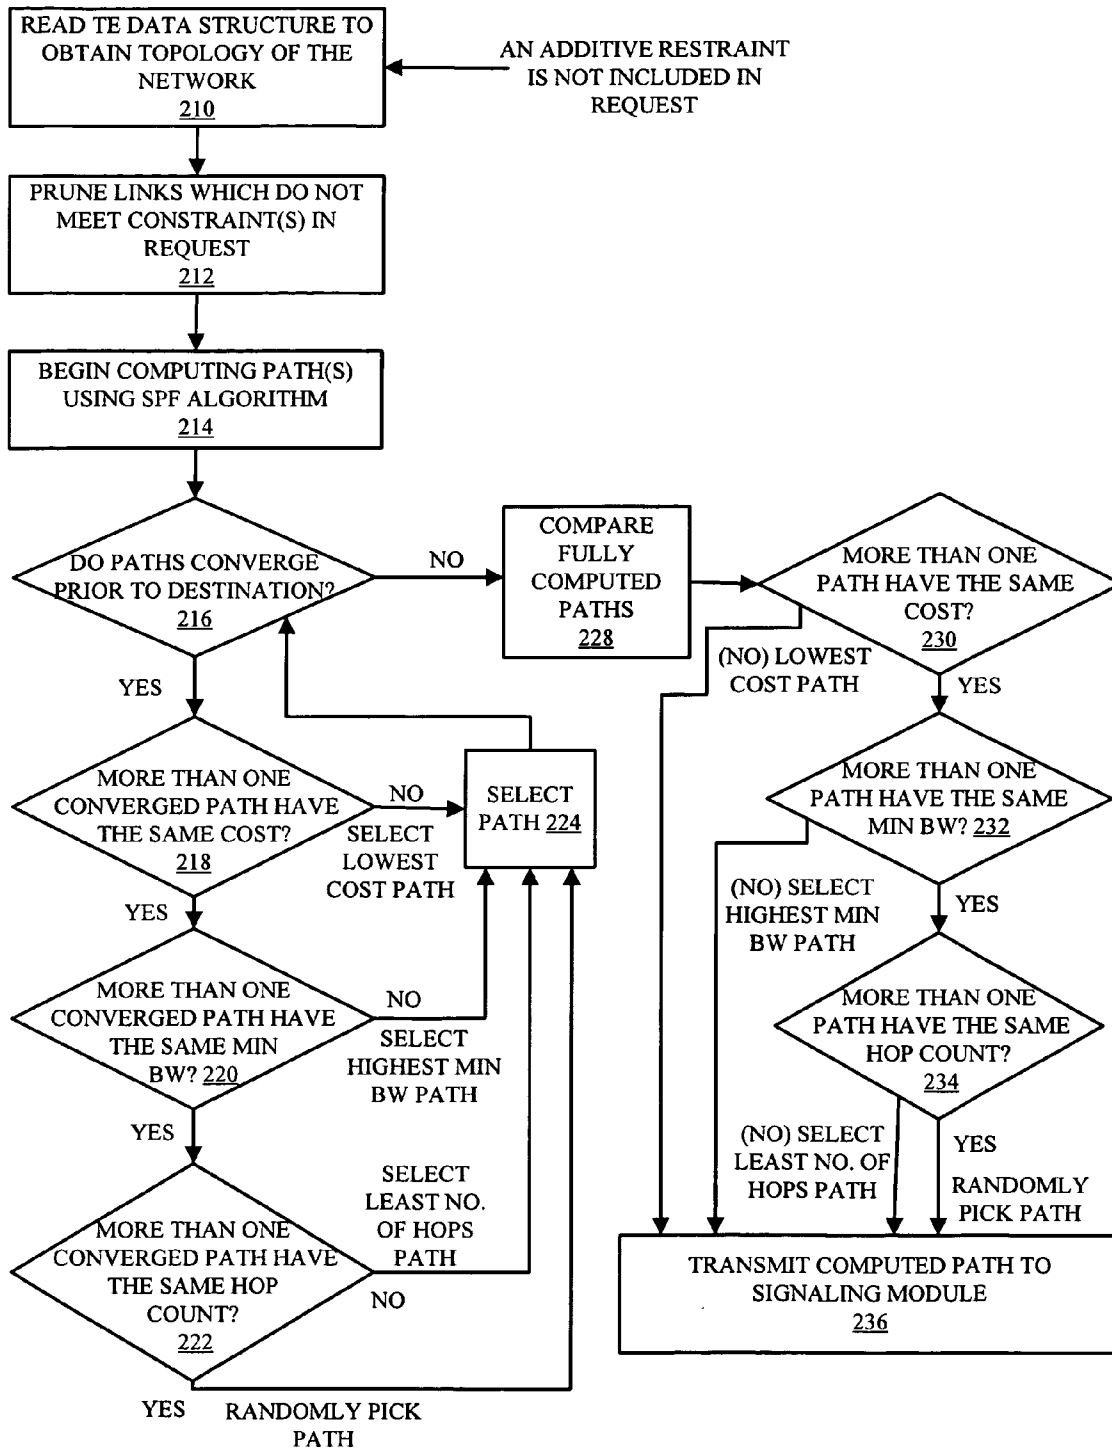 READ TE DATA STRUCTURE TO
OBTAIN TOPOLOGY OF THE
NETWORK
210
AN ADDITIVE RESTRAINT
IS NOT INCLUDED IN
REQUEST
PRUNE LINKS WHICH DO NOT
MEET CONSTRAINT(S) IN
REQUEST
212
BEGIN COMPUTING PATH(S)
USING SPF ALGORITHM
214
DO PATHS CONVERGE
PRIOR TO DESTINATION?
216
NO
YES
COMPARE
FULLY
COMPUTED
PATHS
228
MORE THAN ONE
PATH HAVE THE SAME
COST?
230
(NO) LOWEST
COST PATH
YES
MORE THAN ONE
CONVERGED PATH HAVE
THE SAME COST?
218
NO
SELECT
LOWEST
COST PATH
YES
SELECT
PATH 224
MORE THAN ONE
PATH HAVE THE SAME
MIN BW? 232
(NO) SELECT
HIGHEST MIN
BW PATH
YES
MORE THAN ONE
CONVERGED PATH HAVE
THE SAME MIN
BW? 220
NO
SELECT
HIGHEST MIN
BW PATH
YES
MORE THAN ONE
PATH HAVE THE SAME
HOP COUNT?
234
(NO) SELECT
LEAST NO. OF
HOPS PATH
YES
RANDOMLY
PICK PATH
MORE THAN ONE
CONVERGED PATH HAVE
THE SAME HOP
COUNT?
222
SELECT
LEAST NO.
OF HOPS
PATH
NO
YES
RANDOMLY PICK
PATH
TRANSMIT COMPUTED PATH TO
SIGNALING MODULE
236